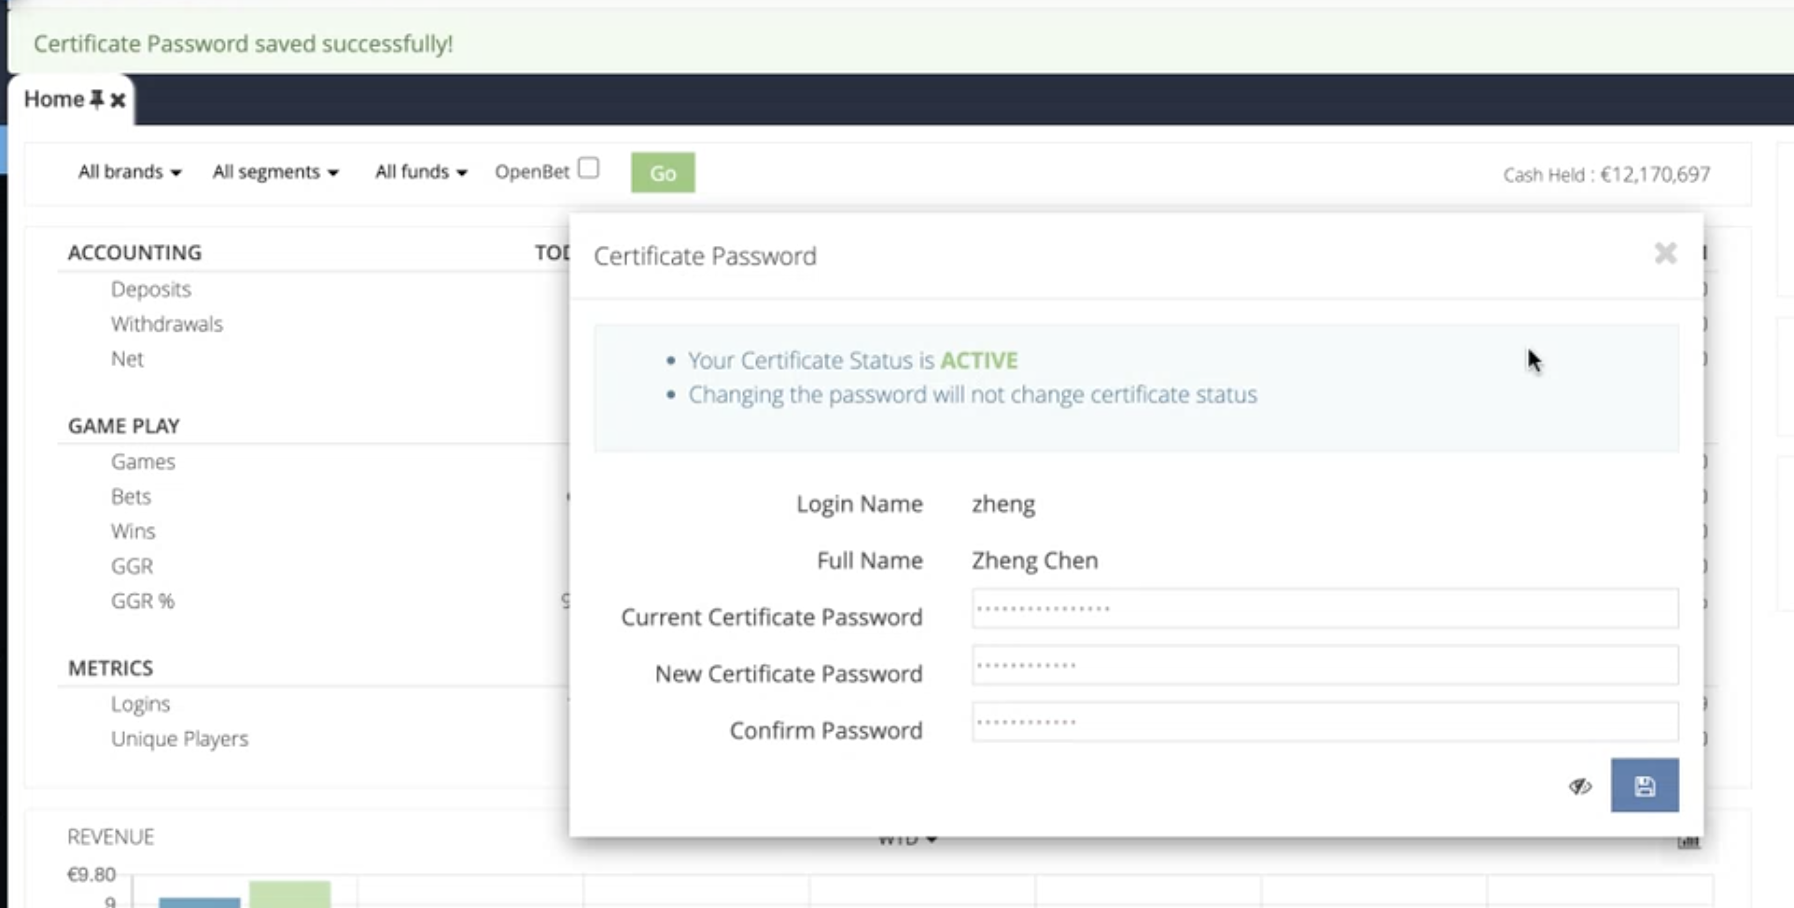 Certificate Password saved successfully!
Home
All brands All segments All funds OpenBet Go Cash Held : €12,170,697
ACCOUNTING
Deposits
Withdrawals
Net
GAME PLAY
Games
Bets
Wins
GGR
GGR %
METRICS
Logins
Unique Players
REVENUE
€9.80
9
Certificate Password
• Your Certificate Status is ACTIVE
• Changing the password will not change certificate status
Login Name zheng
Full Name Zheng Chen
Current Certificate Password ················
New Certificate Password ············
Confirm Password ············
WTD